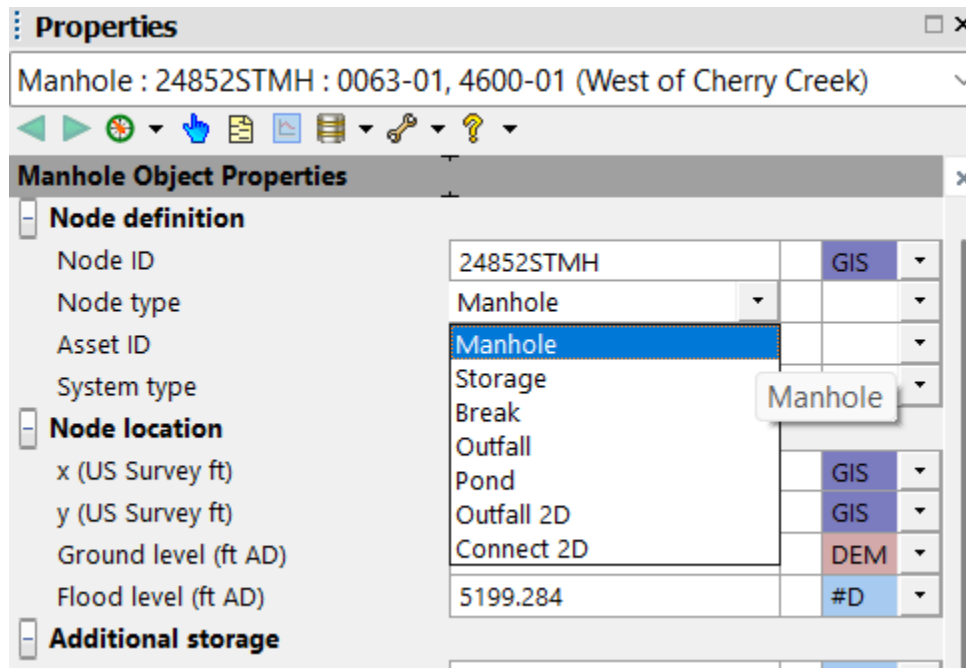 Properties
Manhole : 24852STMH : 0063-01, 4600-01 (West of Cherry Creek)
Manhole Object Properties
Node definition
Node ID 24852STMH GIS
Node type Manhole
Asset ID Manhole
System type Storage
Manhole
Break
Node location Outfall
x (US Survey ft) Pond GIS
y (US Survey ft) Outfall 2D GIS
Ground level (ft AD) Connect 2D DEM
Flood level (ft AD) 5199.284 #D
Additional storage